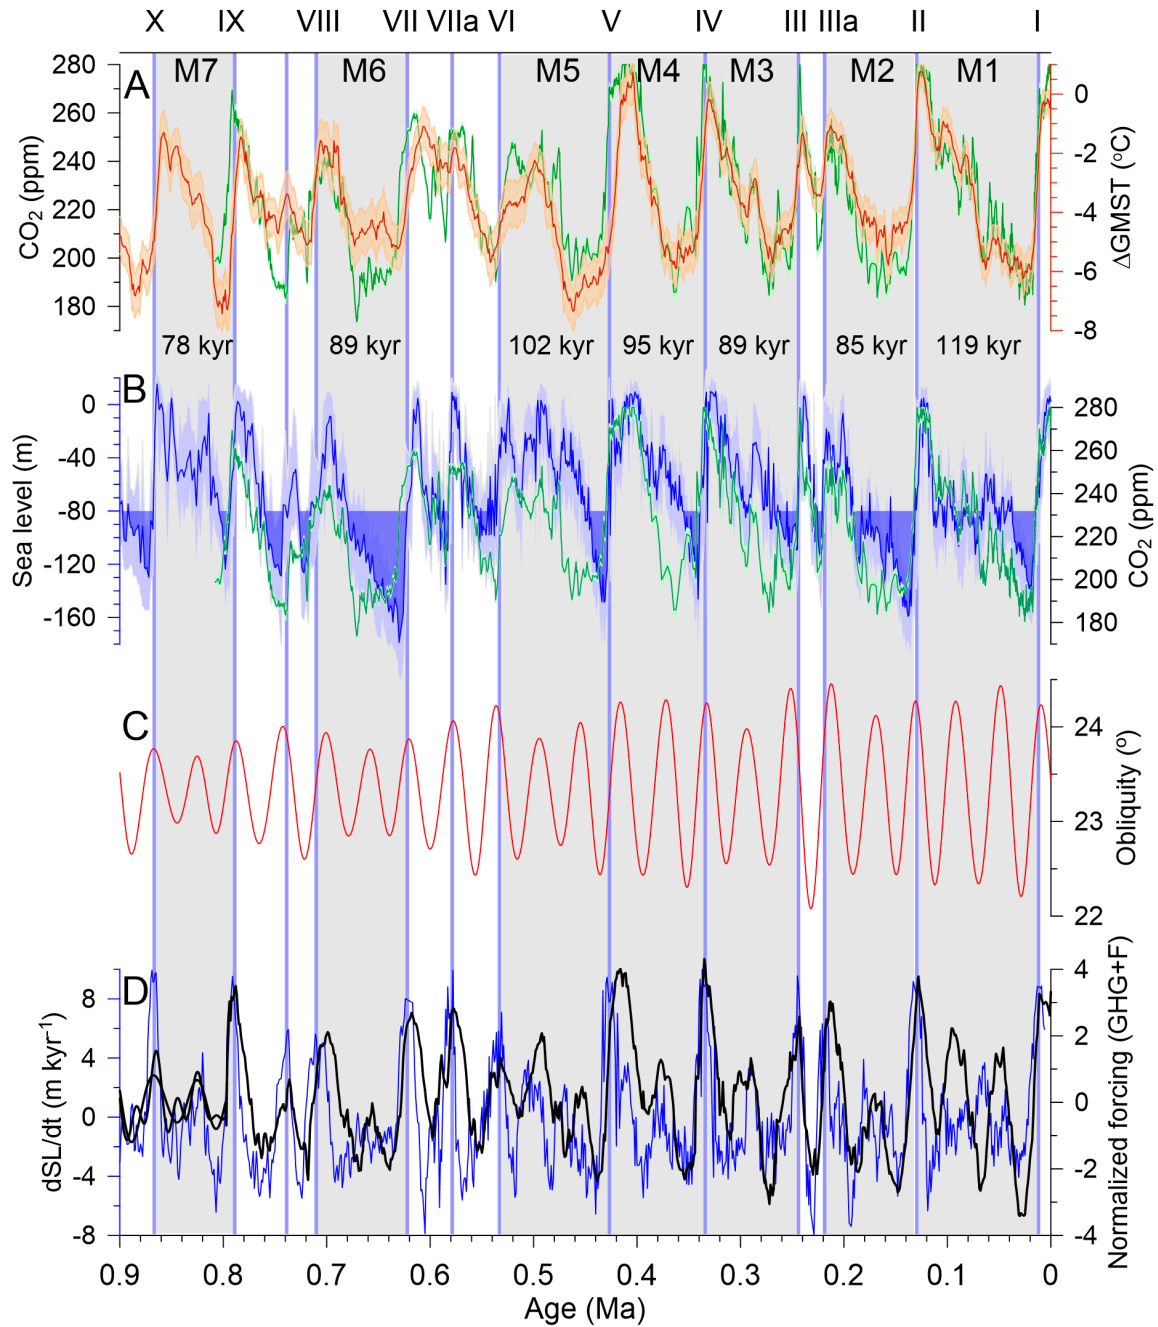 X IX VIII VII VIIa VI V IV III IIIa II I
M7 M6 M5 M4 M3 M2 M1
A
280
260
240
220
200
180
CO2 (ppm)
0
-2
-4
-6
-8
ΔGMST (oC)
78 kyr 89 kyr 102 kyr 95 kyr 89 kyr 85 kyr 119 kyr
B
0
-40
-80
-120
-160
Sea level (m)
280
260
240
220
200
180
CO2 (ppm)
C
24
23
22
Obliquity (o)
D
8
4
0
-4
-8
dSL/dt (m kyr-1)
4
2
0
-2
-4
Normalized forcing (GHG+F)
0.9 0.8 0.7 0.6 0.5 0.4 0.3 0.2 0.1 0
Age (Ma)